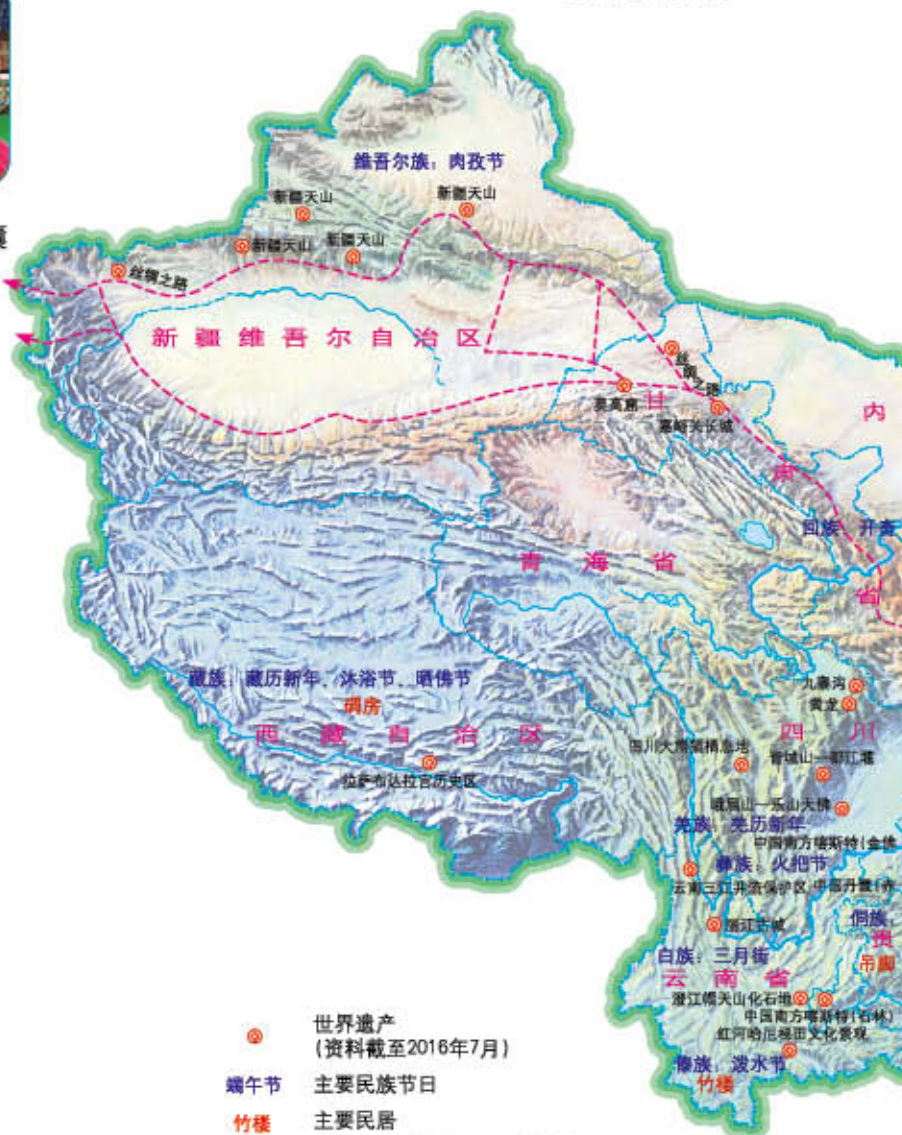 维吾尔族：肉孜节
新疆天山
新疆天山
新疆天山
新疆天山
丝绸之路
新疆维吾尔自治区
丝绸之路
莫高窟
甘
肃
省
嘉峪关长城
内
回族：开斋
青海省
藏族：藏历新年、沐浴节、晒佛节
碉房
西藏自治区
拉萨布达拉宫历史区
九寨沟
黄龙
四川
四川大熊猫栖息地
青城山—都江堰
峨眉山—乐山大佛
羌族：羌历新年
中国南方喀斯特(金佛
彝族：火把节
云南三江并流保护区
中国丹霞(赤
丽江古城
侗族：
贵
吊脚
白族：三月街
云南省
澄江帽天山化石地
中国南方喀斯特(石林)
红河哈尼梯田文化景观
傣族：泼水节
竹楼
世界遗产
(资料截至2016年7月)
端午节 主要民族节日
竹楼 主要民居